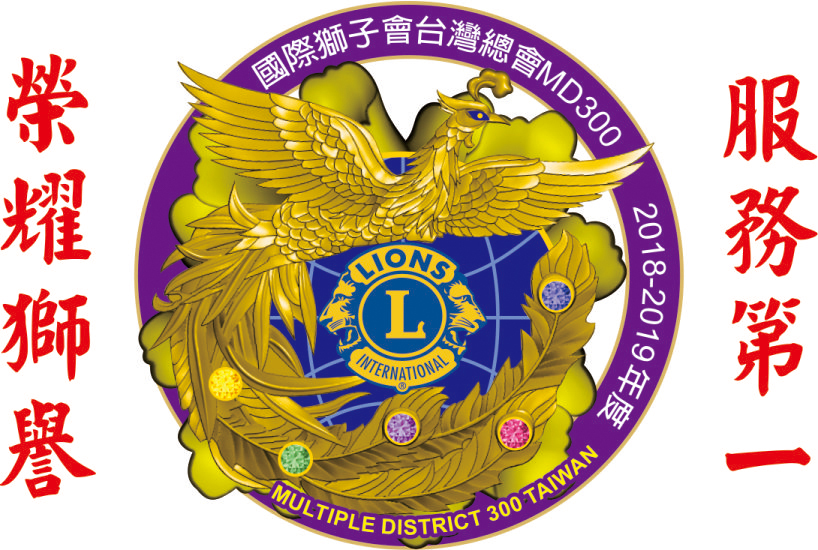 榮耀獅譽
國際獅子會台灣總會MD300
2018-2019年度
LIONS
L
INTERNATIONAL
®
MULTIPLE DISTRICT 300 TAIWAN
服務第一